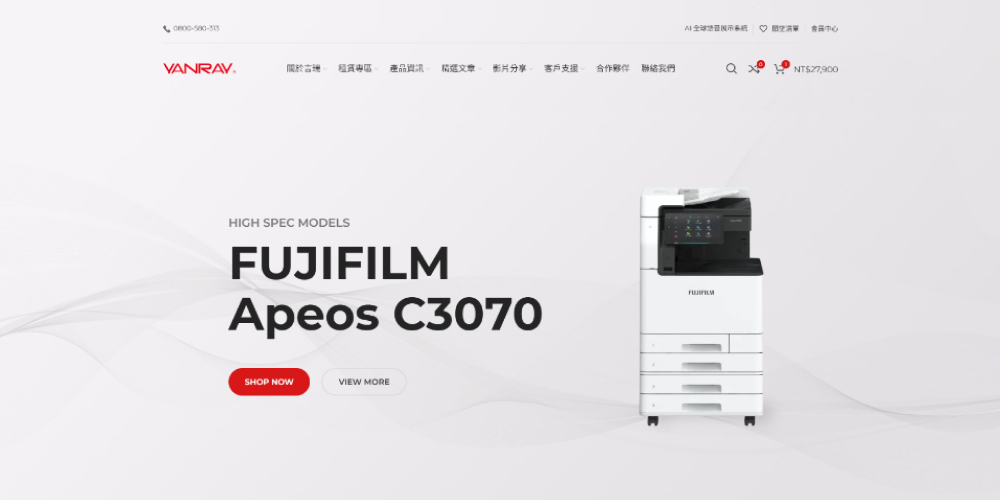 0800-580-313
AI 全球語音展示系統 願望清單 會員中心
VANRAY
關於言瑞 租賃專區 產品資訊 精選文章 影片分享 客戶支援 合作夥伴 聯絡我們 0 1 NT$27,900
HIGH SPEC MODELS
FUJIFILM
Apeos C3070
SHOP NOW VIEW MORE
FUJIFILM